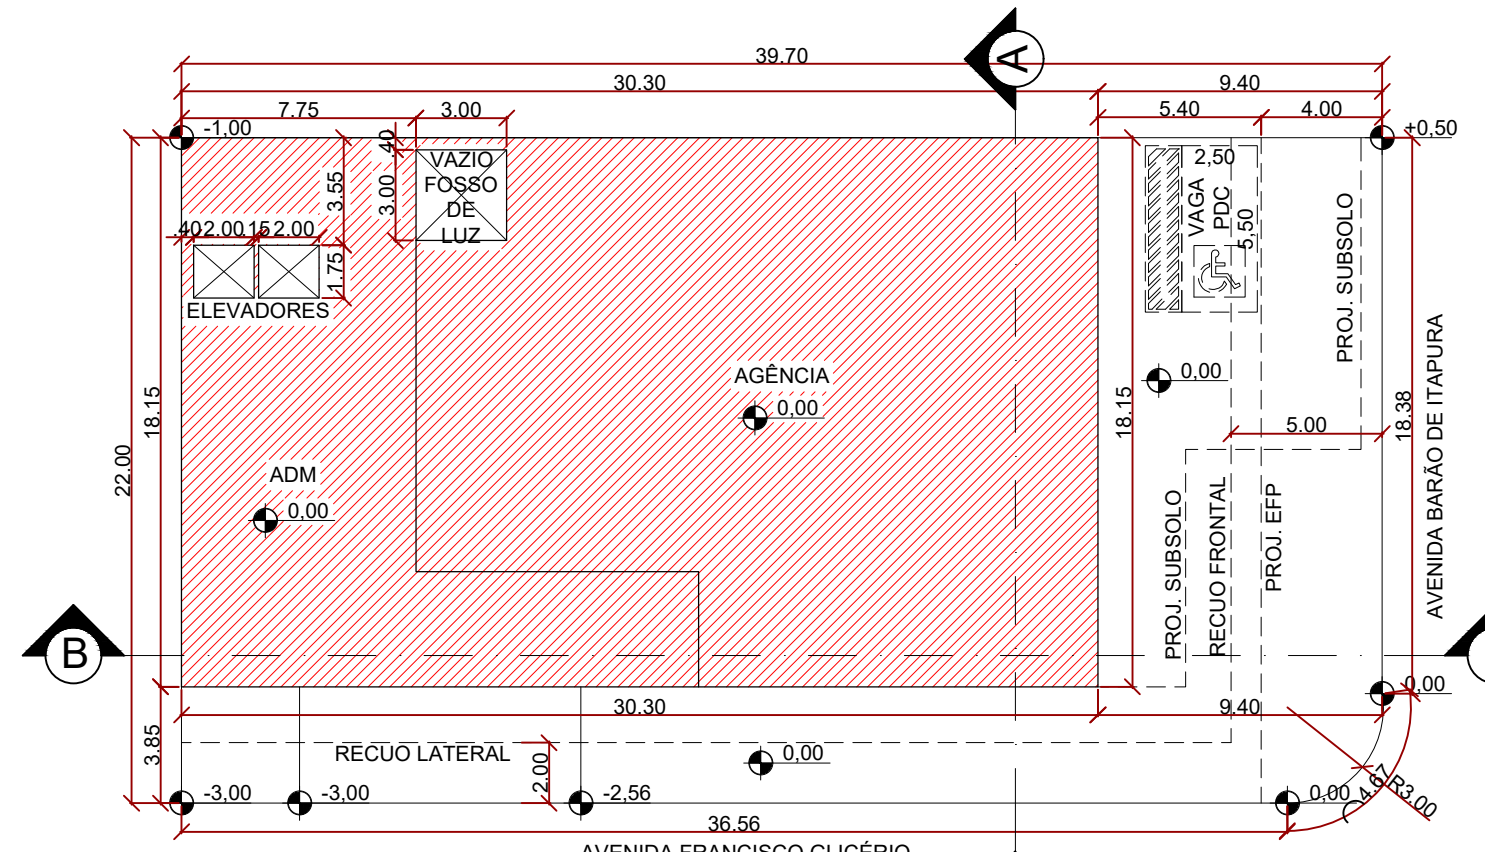 39.70
A
30.30
9.40
7.75
3.00
5.40
4.00
-1,00
+0,50
.40
VAZIO
FOSSO
DE
LUZ
3.00
3.55
2,50
VAGA
PDC
5,50
PROJ. SUBSOLO
.40
2.00
.15
2.00
1.75
ELEVADORES
AGÊNCIA
0,00
0,00
18.15
22.00
18.15
5.00
18.38
AVENIDA BARÃO DE ITAPURA
ADM
0,00
PROJ. SUBSOLO
RECUO FRONTAL
PROJ. EFP
B
0,00
30.30
9.40
3.85
RECUO LATERAL
2.00
0,00
-3,00
-3,00
-2,56
0,00
4.67
R3.00
36.56
AVENIDA FRANCISCO GLICÉRIO